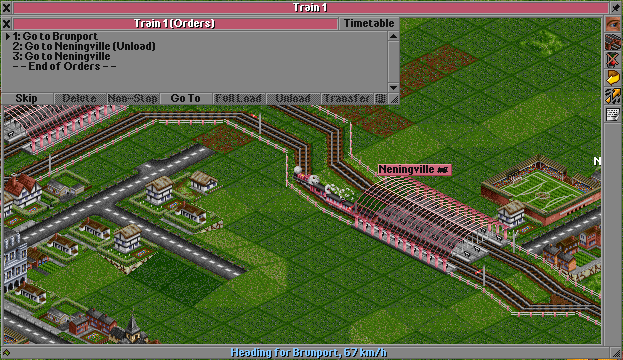 Train 1
Train 1 (Orders) Timetable
1: Go to Brunport
2: Go to Neningville (Unload)
3: Go to Neningville
- - End of Orders - -
Skip Delete Non-Stop Go To Full Load Unload Transfer
Neningville
N
Heading for Brunport, 67 km/h